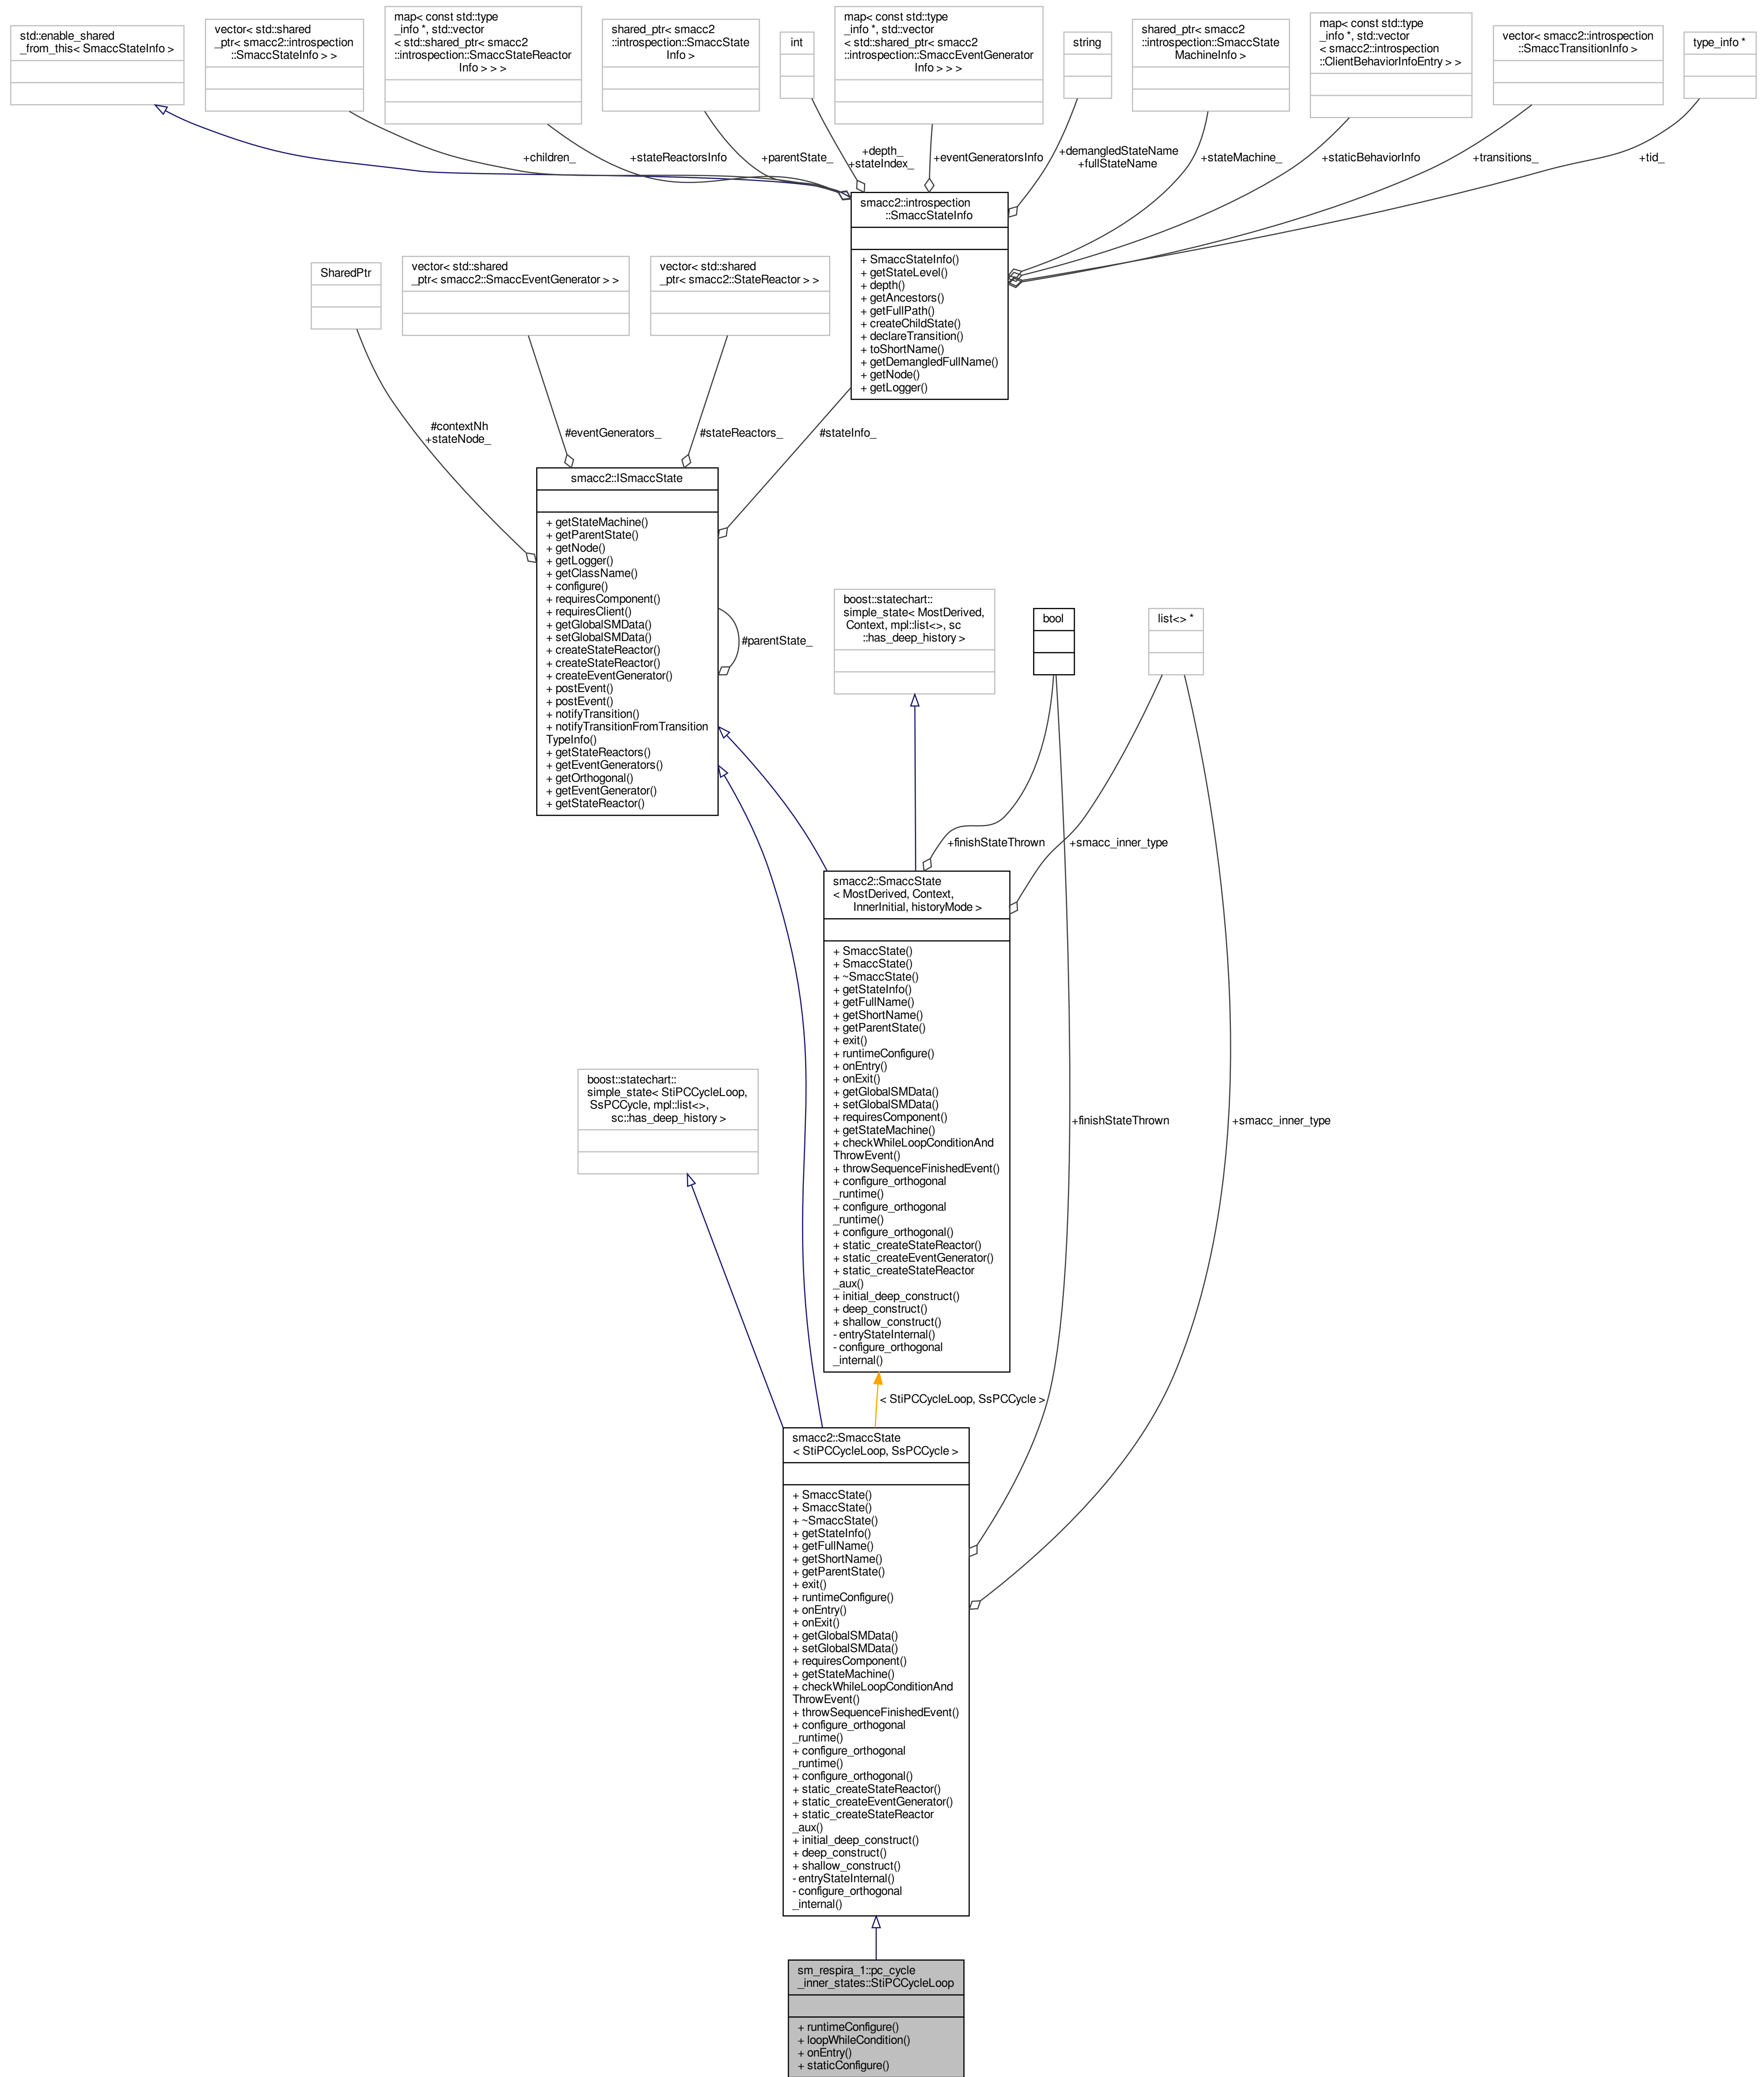 std::enable_shared
_from_this< SmaccStateInfo >
vector< std::shared
_ptr< smacc2::introspection
::SmaccStateInfo > >
map< const std::type
_info *, std::vector
< std::shared_ptr< smacc2
::introspection::SmaccStateReactor
Info > > >
shared_ptr< smacc2
::introspection::SmaccState
Info >
int
map< const std::type
_info *, std::vector
< std::shared_ptr< smacc2
::introspection::SmaccEventGenerator
Info > > >
string
shared_ptr< smacc2
::introspection::SmaccState
MachineInfo >
map< const std::type
_info *, std::vector
< smacc2::introspection
::ClientBehaviorInfoEntry > >
vector< smacc2::introspection
::SmaccTransitionInfo >
type_info *
+children_
+stateReactorsInfo
+parentState_
+depth_
+stateIndex_
+eventGeneratorsInfo
+demangledStateName
+fullStateName
+stateMachine_
+staticBehaviorInfo
+transitions_
+tid_
smacc2::introspection
::SmaccStateInfo
+ SmaccStateInfo()
+ getStateLevel()
+ depth()
+ getAncestors()
+ getFullPath()
+ createChildState()
+ declareTransition()
+ toShortName()
+ getDemangledFullName()
+ getNode()
+ getLogger()
SharedPtr
vector< std::shared
_ptr< smacc2::SmaccEventGenerator > >
vector< std::shared
_ptr< smacc2::StateReactor > >
#contextNh
+stateNode_
#eventGenerators_
#stateReactors_
#stateInfo_
smacc2::ISmaccState
+ getStateMachine()
+ getParentState()
+ getNode()
+ getLogger()
+ getClassName()
+ configure()
+ requiresComponent()
+ requiresClient()
+ getGlobalSMData()
+ setGlobalSMData()
+ createStateReactor()
+ createStateReactor()
+ createEventGenerator()
+ postEvent()
+ postEvent()
+ notifyTransition()
+ notifyTransitionFromTransition
TypeInfo()
+ getStateReactors()
+ getEventGenerators()
+ getOrthogonal()
+ getEventGenerator()
+ getStateReactor()
#parentState_
boost::statechart::
simple_state< MostDerived,
Context, mpl::list<>, sc
::has_deep_history >
bool
list<> *
+finishStateThrown
+smacc_inner_type
smacc2::SmaccState
< MostDerived, Context,
InnerInitial, historyMode >
+ SmaccState()
+ SmaccState()
+ ~SmaccState()
+ getStateInfo()
+ getFullName()
+ getShortName()
+ getParentState()
+ exit()
+ runtimeConfigure()
+ onEntry()
+ onExit()
+ getGlobalSMData()
+ setGlobalSMData()
+ requiresComponent()
+ getStateMachine()
+ checkWhileLoopConditionAnd
ThrowEvent()
+ throwSequenceFinishedEvent()
+ configure_orthogonal
_runtime()
+ configure_orthogonal
_runtime()
+ configure_orthogonal()
+ static_createStateReactor()
+ static_createEventGenerator()
+ static_createStateReactor
_aux()
+ initial_deep_construct()
+ deep_construct()
+ shallow_construct()
- entryStateInternal()
- configure_orthogonal
_internal()
boost::statechart::
simple_state< StiPCCycleLoop,
SsPCCycle, mpl::list<>,
sc::has_deep_history >
+finishStateThrown
+smacc_inner_type
< StiPCCycleLoop, SsPCCycle >
smacc2::SmaccState
< StiPCCycleLoop, SsPCCycle >
+ SmaccState()
+ SmaccState()
+ ~SmaccState()
+ getStateInfo()
+ getFullName()
+ getShortName()
+ getParentState()
+ exit()
+ runtimeConfigure()
+ onEntry()
+ onExit()
+ getGlobalSMData()
+ setGlobalSMData()
+ requiresComponent()
+ getStateMachine()
+ checkWhileLoopConditionAnd
ThrowEvent()
+ throwSequenceFinishedEvent()
+ configure_orthogonal
_runtime()
+ configure_orthogonal
_runtime()
+ configure_orthogonal()
+ static_createStateReactor()
+ static_createEventGenerator()
+ static_createStateReactor
_aux()
+ initial_deep_construct()
+ deep_construct()
+ shallow_construct()
- entryStateInternal()
- configure_orthogonal
_internal()
sm_respira_1::pc_cycle
_inner_states::StiPCCycleLoop
+ runtimeConfigure()
+ loopWhileCondition()
+ onEntry()
+ staticConfigure()